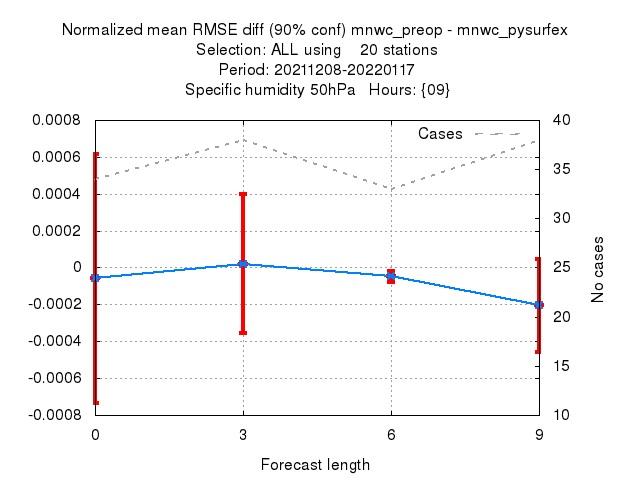 Normalized mean RMSE diff (90% conf) mnwc_preop - mnwc_pysurfex
Selection: ALL using    20 stations
Period: 20211208-20220117
Specific humidity 50hPa   Hours: {09}
Cases
0.0008
0.0006
0.0004
0.0002
0
-0.0002
-0.0004
-0.0006
-0.0008
40
35
30
25
20
15
10
No cases
0 3 6 9
Forecast length